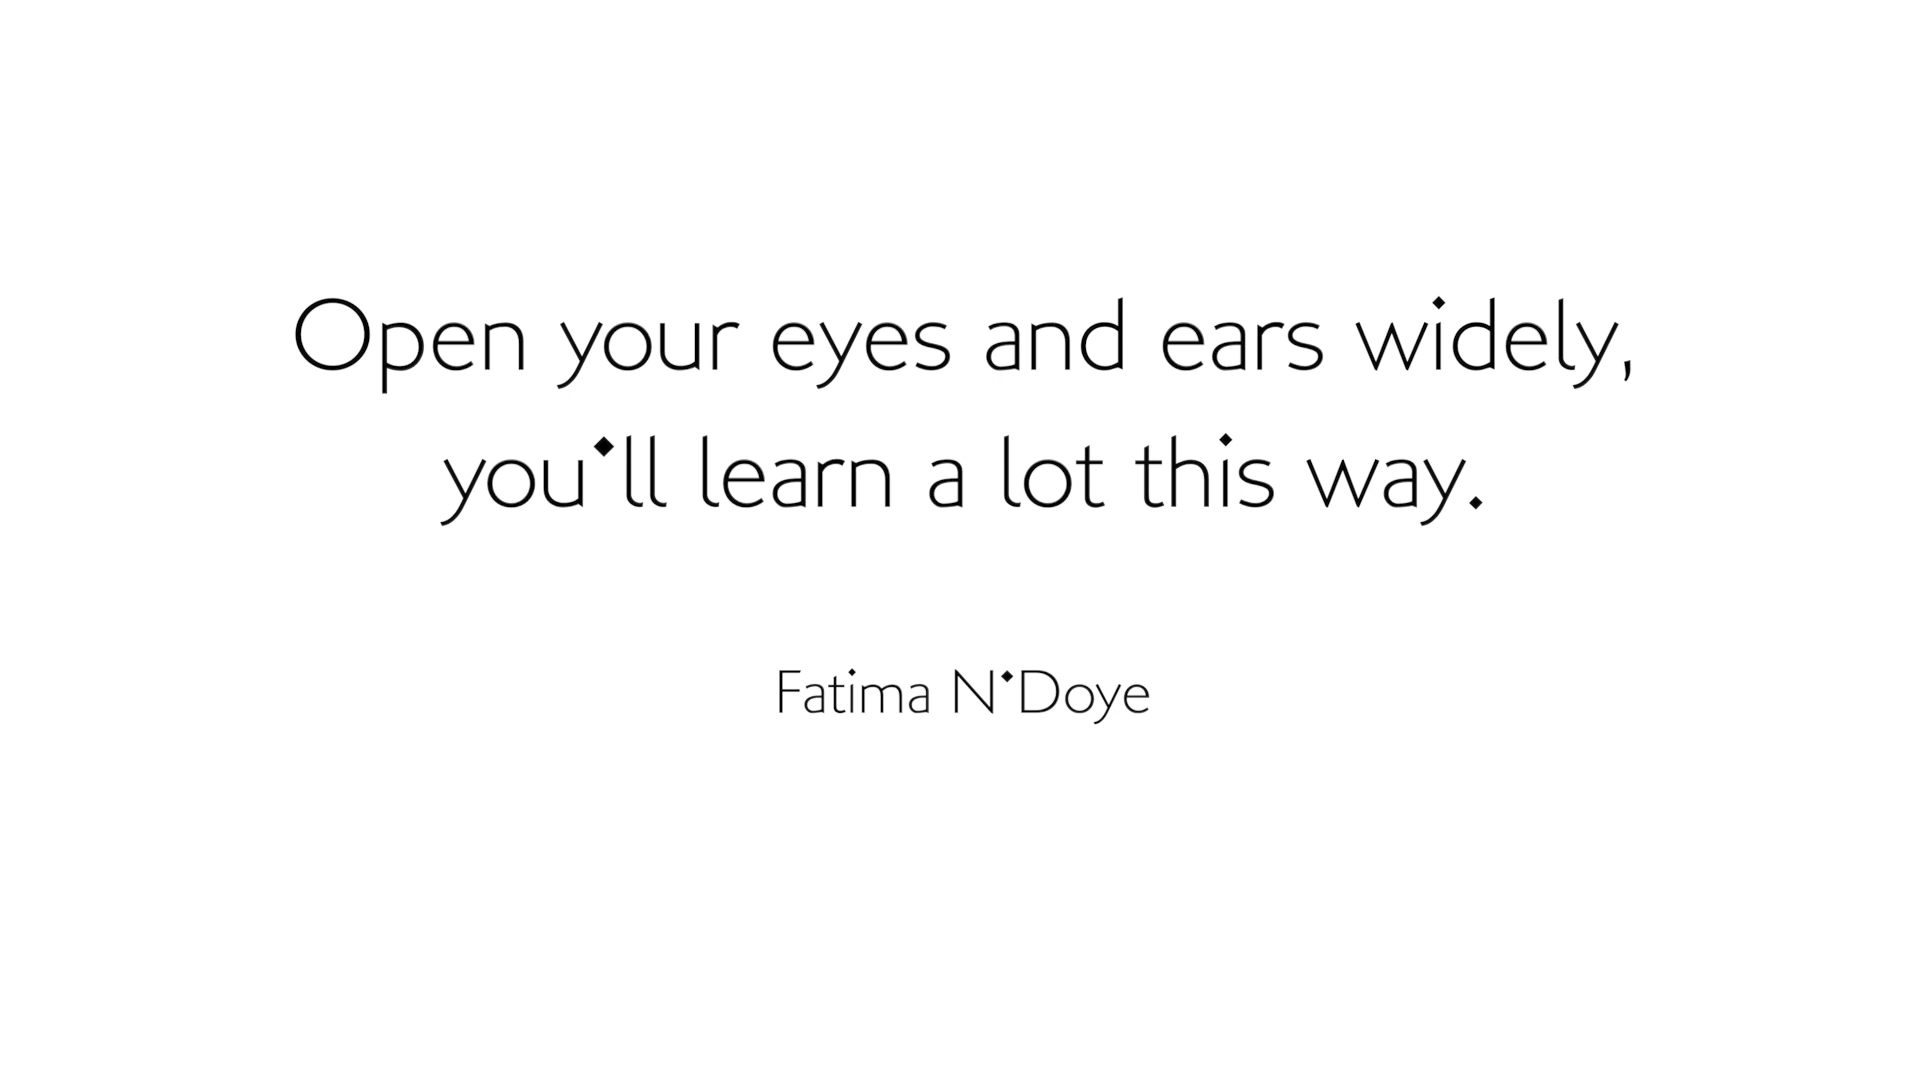 Open your eyes and ears widely,
you'll learn a lot this way.
Fatima N'Doye